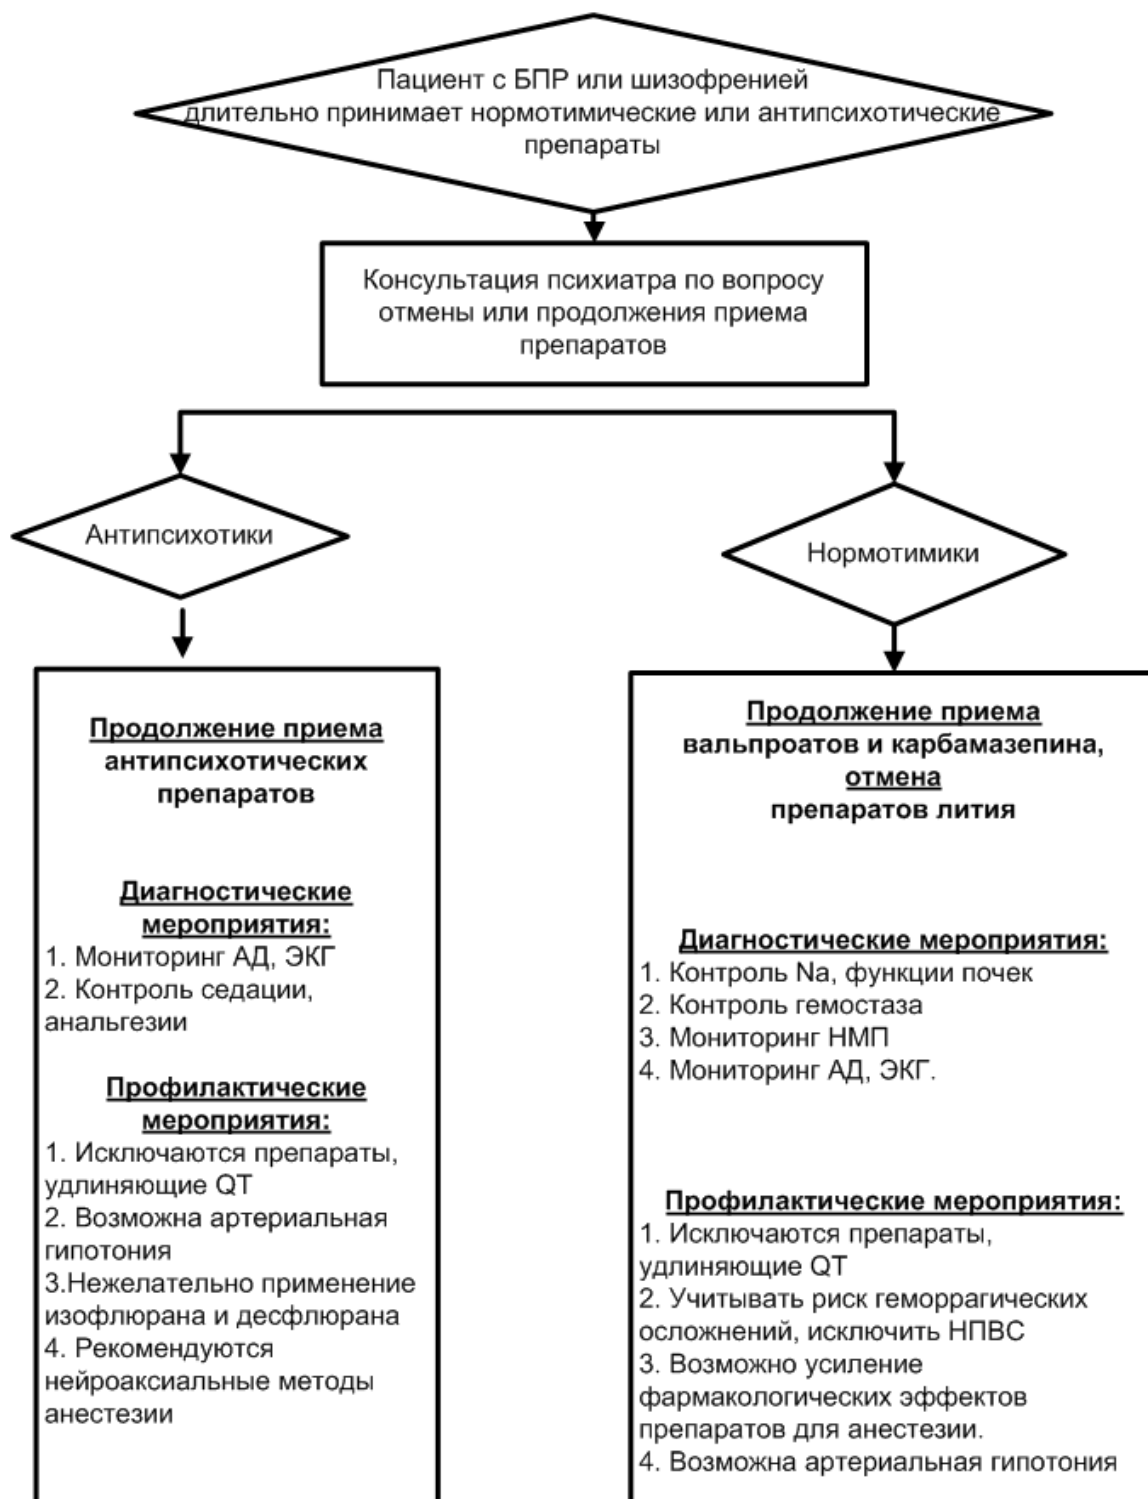 Пациент с БПР или шизофренией
длительно принимает нормотимические или антипсихотические
препараты
Консультация психиатра по вопросу
отмены или продолжения приема
препаратов
Антипсихотики
Нормотимики
Продолжение приема
антипсихотических
препаратов
Диагностические
мероприятия:
1. Мониторинг АД, ЭКГ
2. Контроль седации,
анальгезии
Профилактические
мероприятия:
1. Исключаются препараты,
удлиняющие QT
2. Возможна артериальная
гипотония
3.Нежелательно применение
изофлюрана и десфлюрана
4. Рекомендуются
нейроаксиальные методы
анестезии
Продолжение приема
вальпроатов и карбамазепина,
отмена
препаратов лития
Диагностические мероприятия:
1. Контроль Na, функции почек
2. Контроль гемостаза
3. Мониторинг НМП
4. Мониторинг АД, ЭКГ.
Профилактические мероприятия:
1. Исключаются препараты,
удлиняющие QT
2. Учитывать риск геморрагических
осложнений, исключить НПВС
3. Возможно усиление
фармакологических эффектов
препаратов для анестезии.
4. Возможна артериальная гипотония